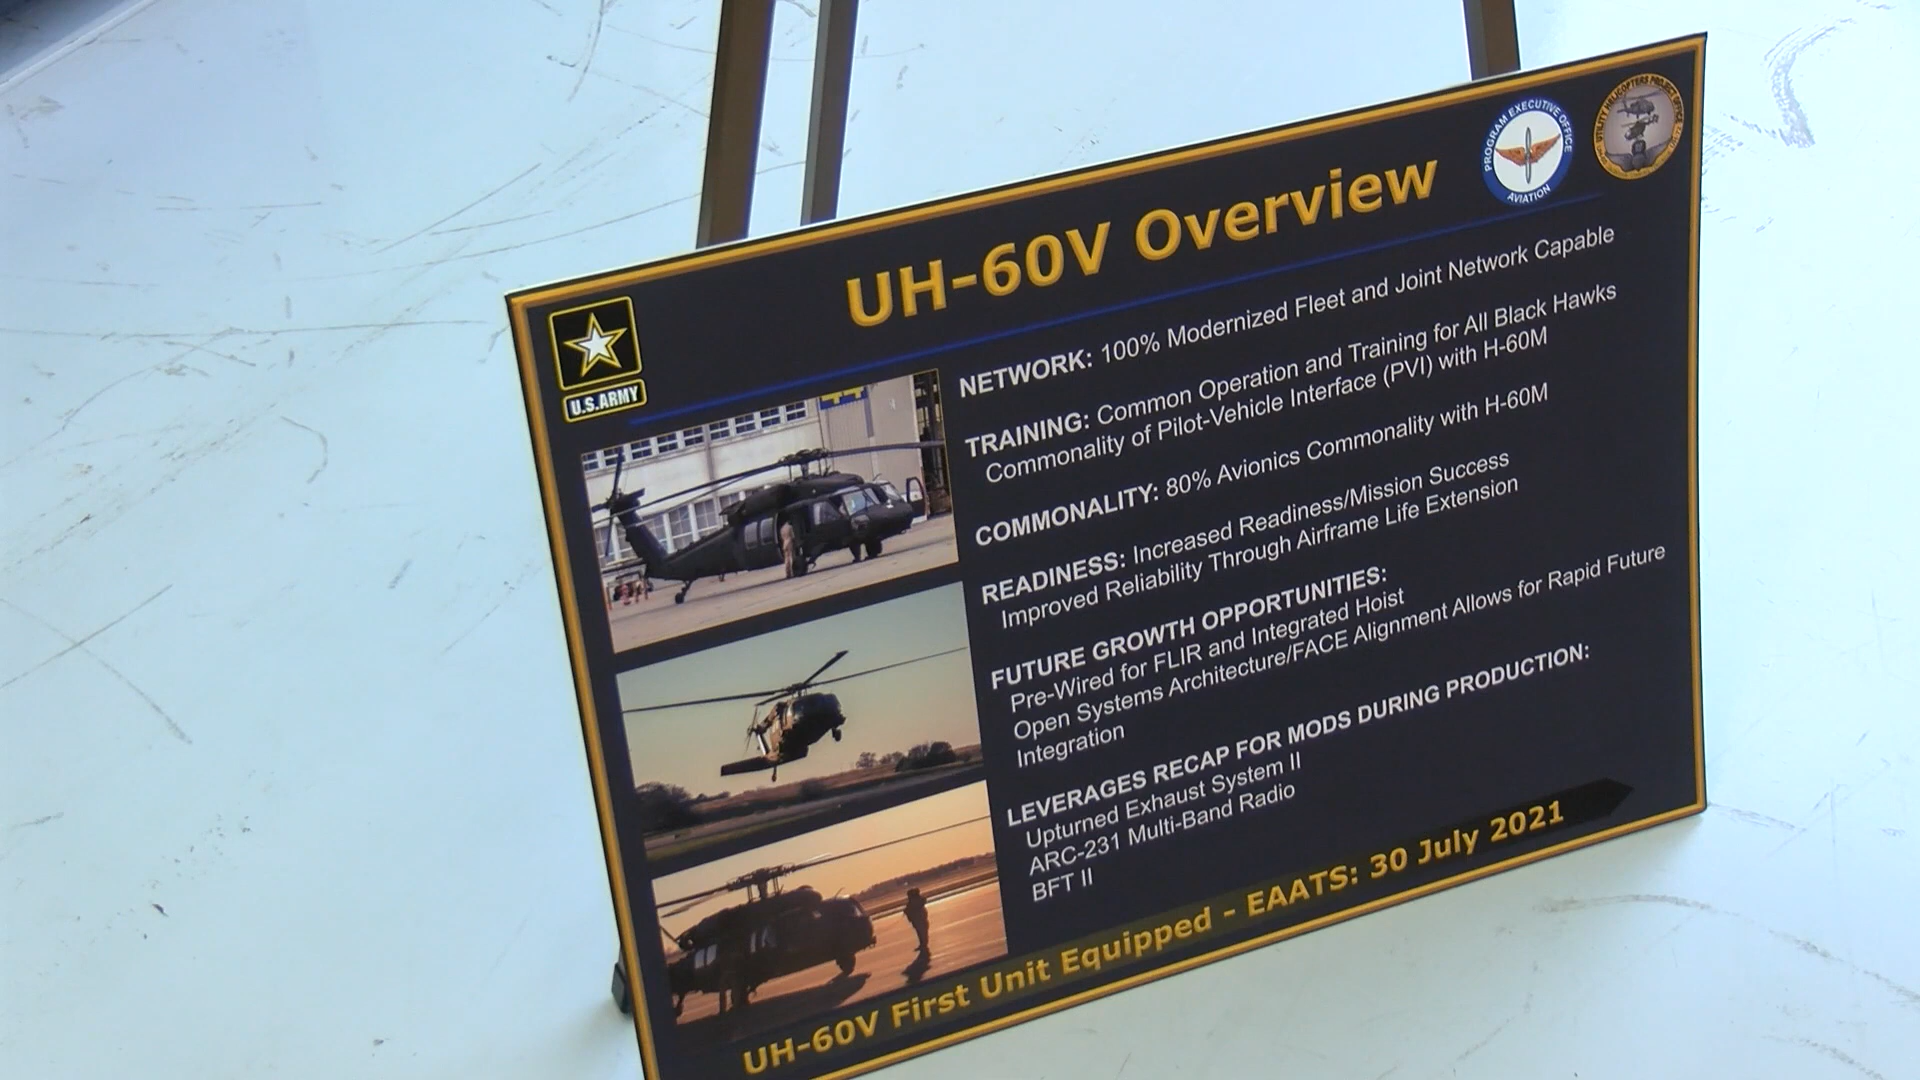 UH-60V Overview
PROGRAM EXECUTIVE OFFICE
AVIATION
UTILITY HELICOPTERS PROJECT OFFICE
U.S.ARMY
44
NETWORK: 100% Modernized Fleet and Joint Network Capable
TRAINING: Common Operation and Training for All Black Hawks
Commonality of Pilot-Vehicle Interface (PVI) with H-60M
COMMONALITY: 80% Avionics Commonality with H-60M
READINESS: Increased Readiness/Mission Success
Improved Reliability Through Airframe Life Extension
FUTURE GROWTH OPPORTUNITIES:
Pre-Wired for FLIR and Integrated Hoist
Open Systems Architecture/FACE Alignment Allows for Rapid Future
Integration
LEVERAGES RECAP FOR MODS DURING PRODUCTION:
Upturned Exhaust System II
ARC-231 Multi-Band Radio
BFT II
UH-60V First Unit Equipped - EAATS: 30 July 2021